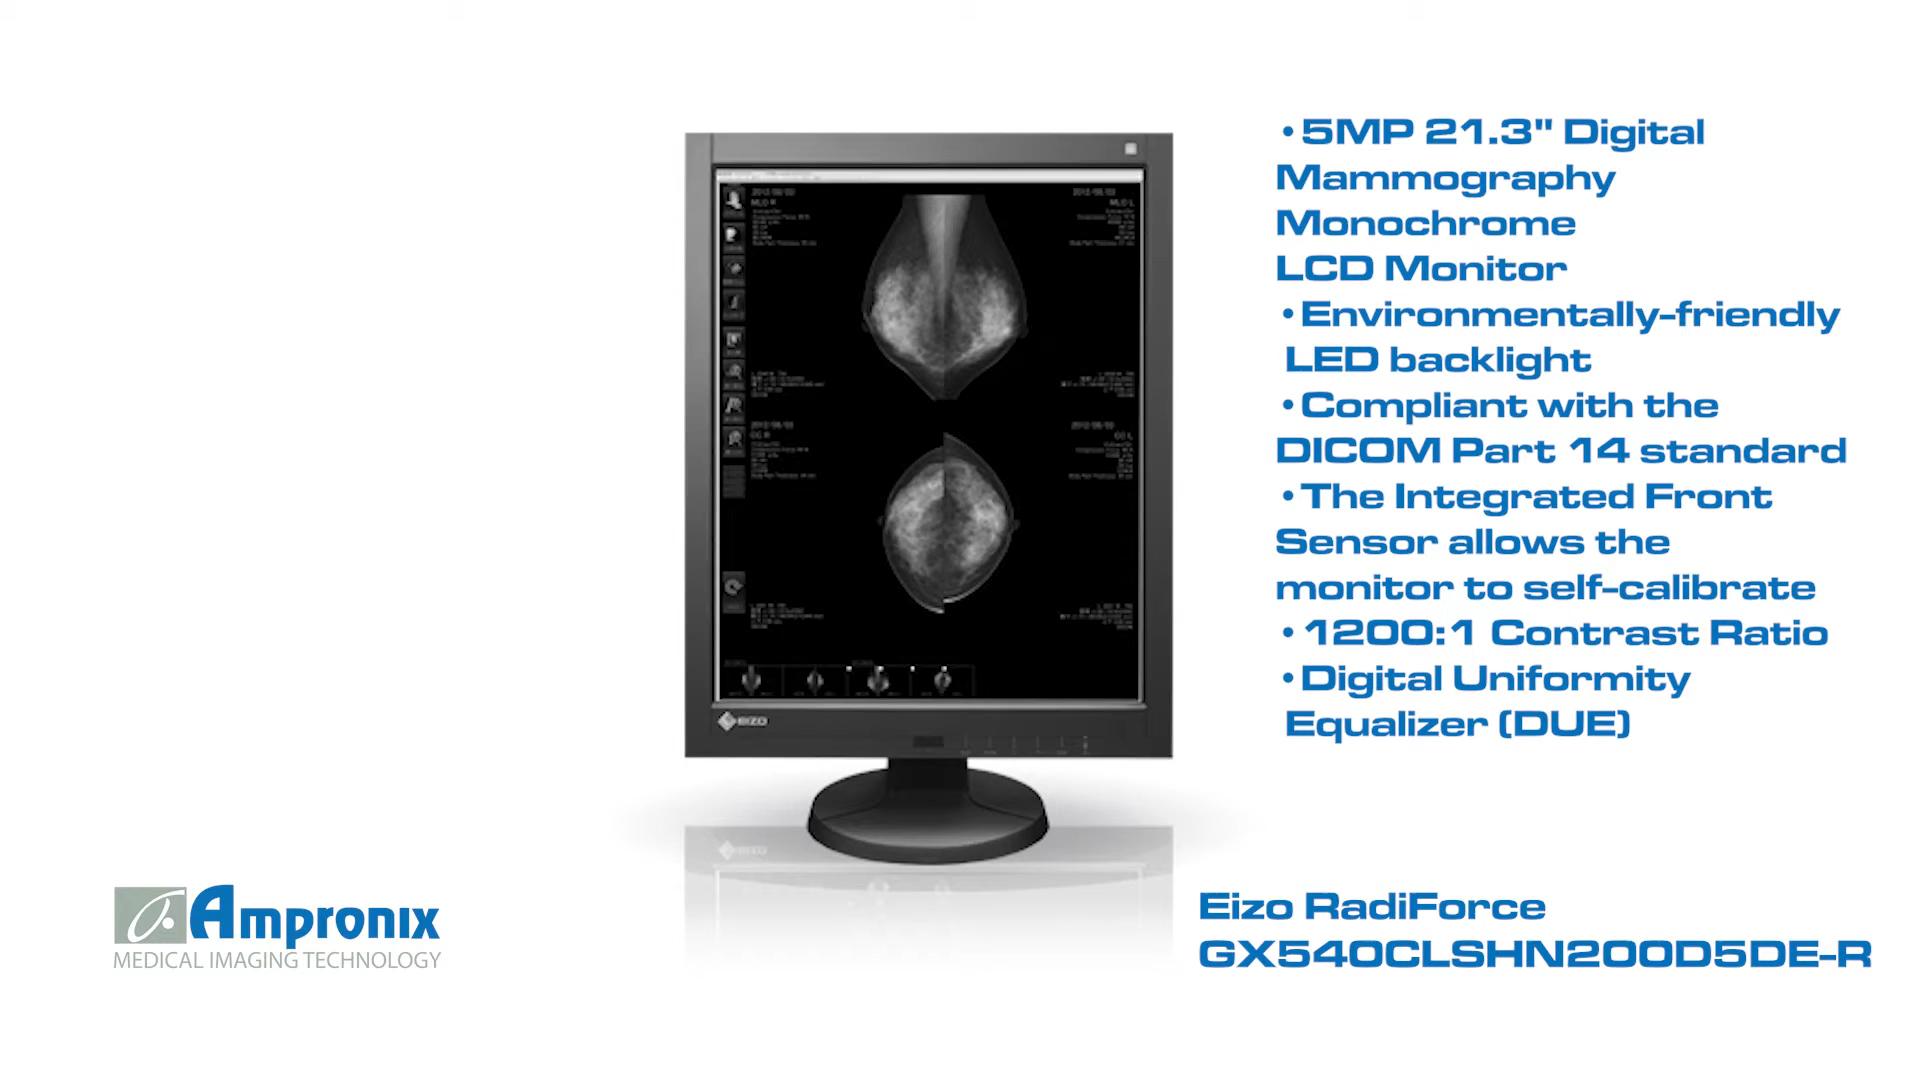 •5MP 21.3" Digital
Mammography
Monochrome
LCD Monitor
•Environmentally-friendly
LED backlight
•Compliant with the
DICOM Part 14 standard
•The Integrated Front
Sensor allows the
monitor to self-calibrate
•1200:1 Contrast Ratio
•Digital Uniformity
Equalizer (DUE)
EIZO
Ampronix
MEDICAL IMAGING TECHNOLOGY
Eizo RadiForce
GX540CLSHN200D5DE-R